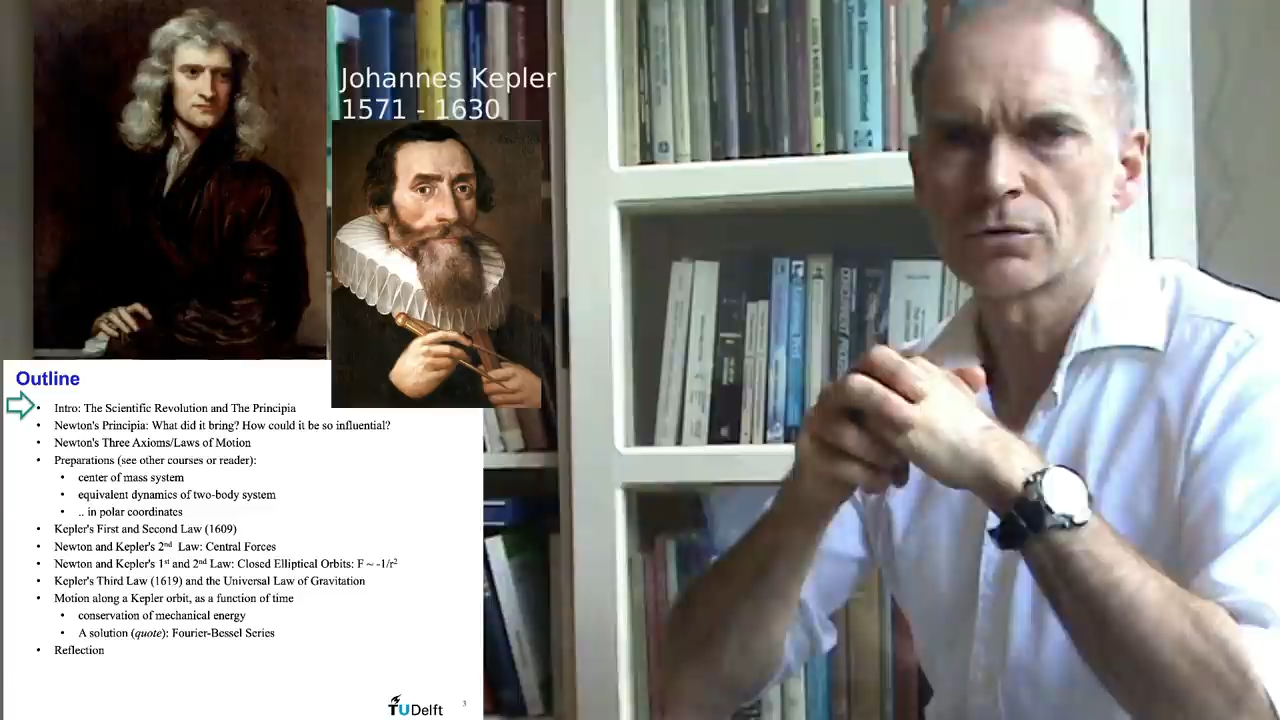 Johannes Kepler
1571 - 1630
Outline
• Intro: The Scientific Revolution and The Principia
• Newton's Principia: What did it bring? How could it be so influential?
• Newton's Three Axioms/Laws of Motion
• Preparations (see other courses or reader):
• center of mass system
• equivalent dynamics of two-body system
• .. in polar coordinates
• Kepler's First and Second Law (1609)
• Newton and Kepler's 2nd Law: Central Forces
• Newton and Kepler's 1st and 2nd Law: Closed Elliptical Orbits: F ~ -1/r²
• Kepler's Third Law (1619) and the Universal Law of Gravitation
• Motion along a Kepler orbit, as a function of time
• conservation of mechanical energy
• A solution (quote): Fourier-Bessel Series
• Reflection
TUDelft
3